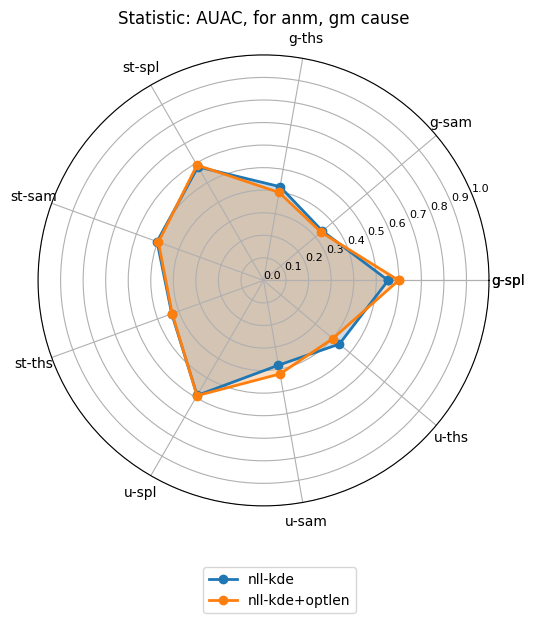 Statistic: AUAC, for anm, gm cause
g-ths
st-spl
g-sam
st-sam
1.0
0.9
0.8
0.7
0.6
0.5
0.4
0.3
0.2
0.1
0.0
g-spl
st-ths
u-ths
u-spl
u-sam
nll-kde
nll-kde+optlen